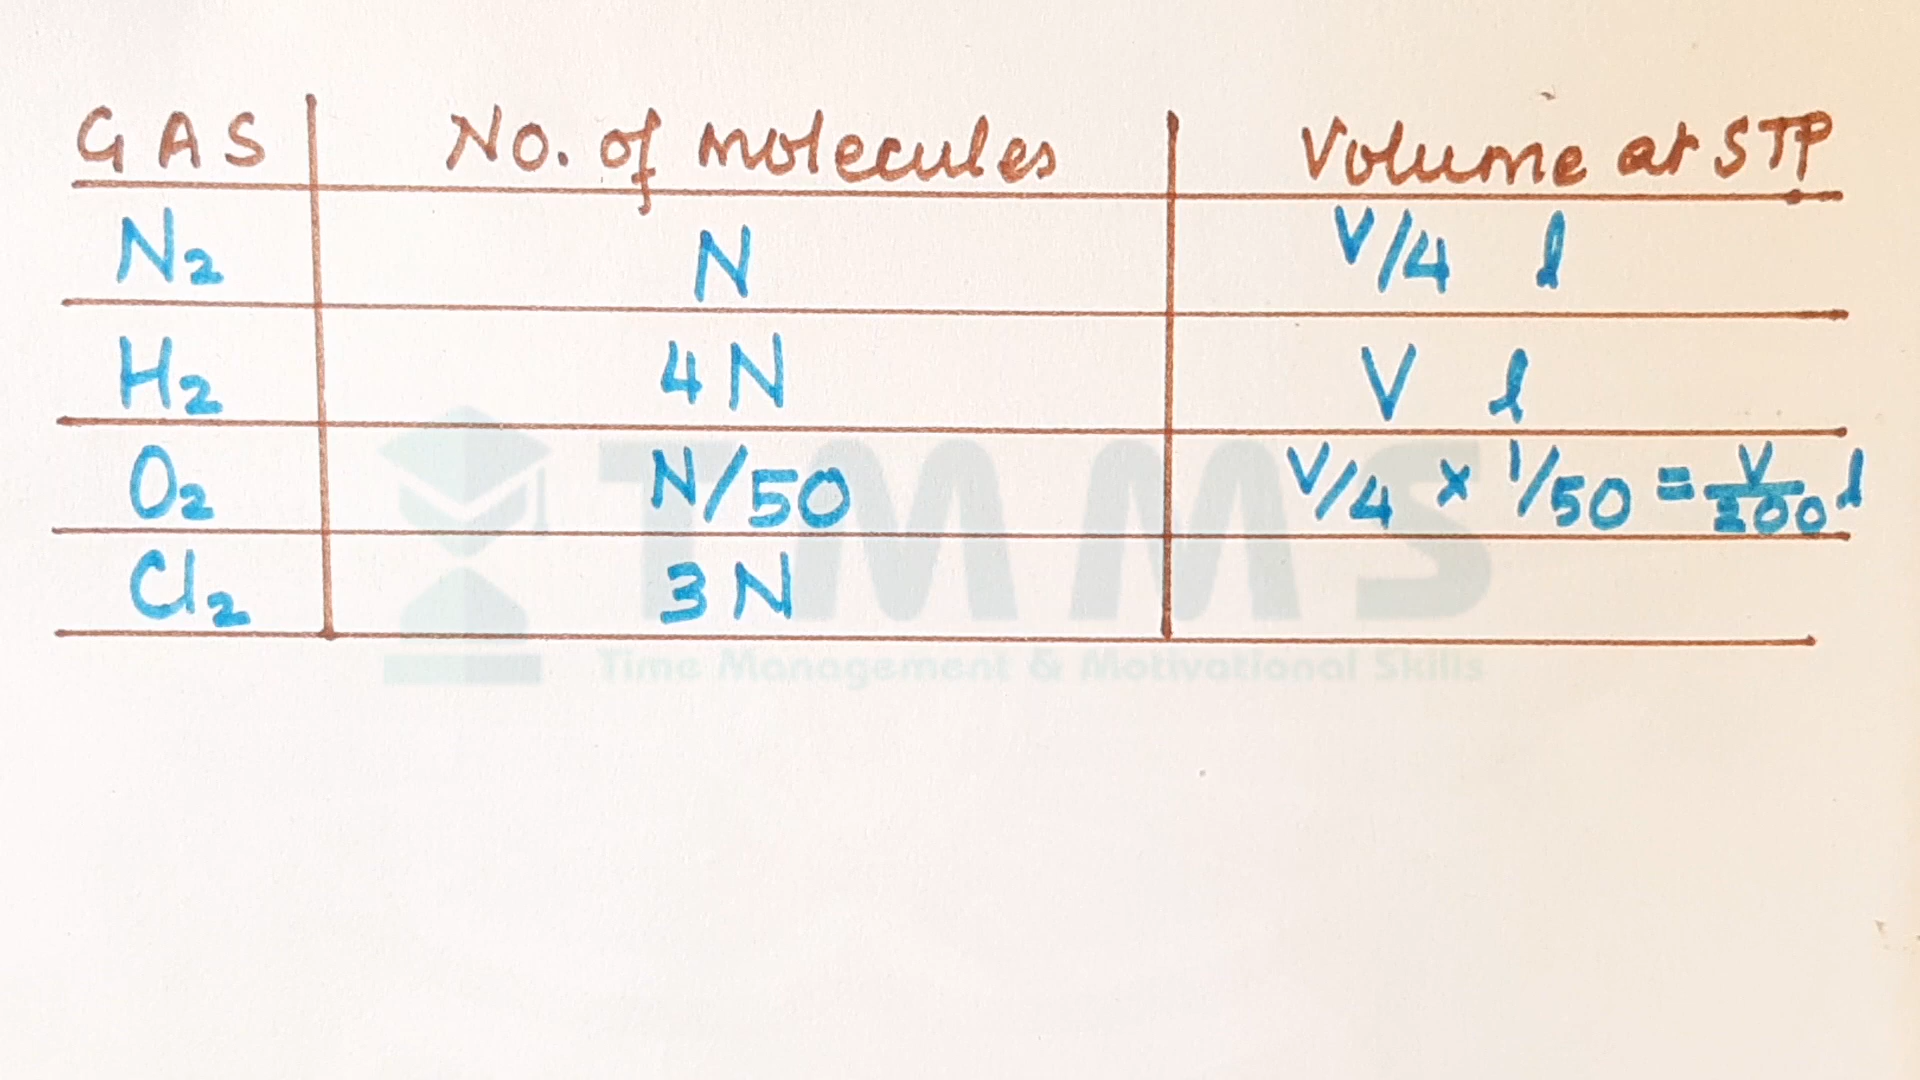 GAS No. of molecules Volume at STP
N2 N V/4 l
H2 4N V l
O2 N/50 V/4 × 1/50 = V/200 l
Cl2 3N
TMMS
Time Management & Motivational Skills